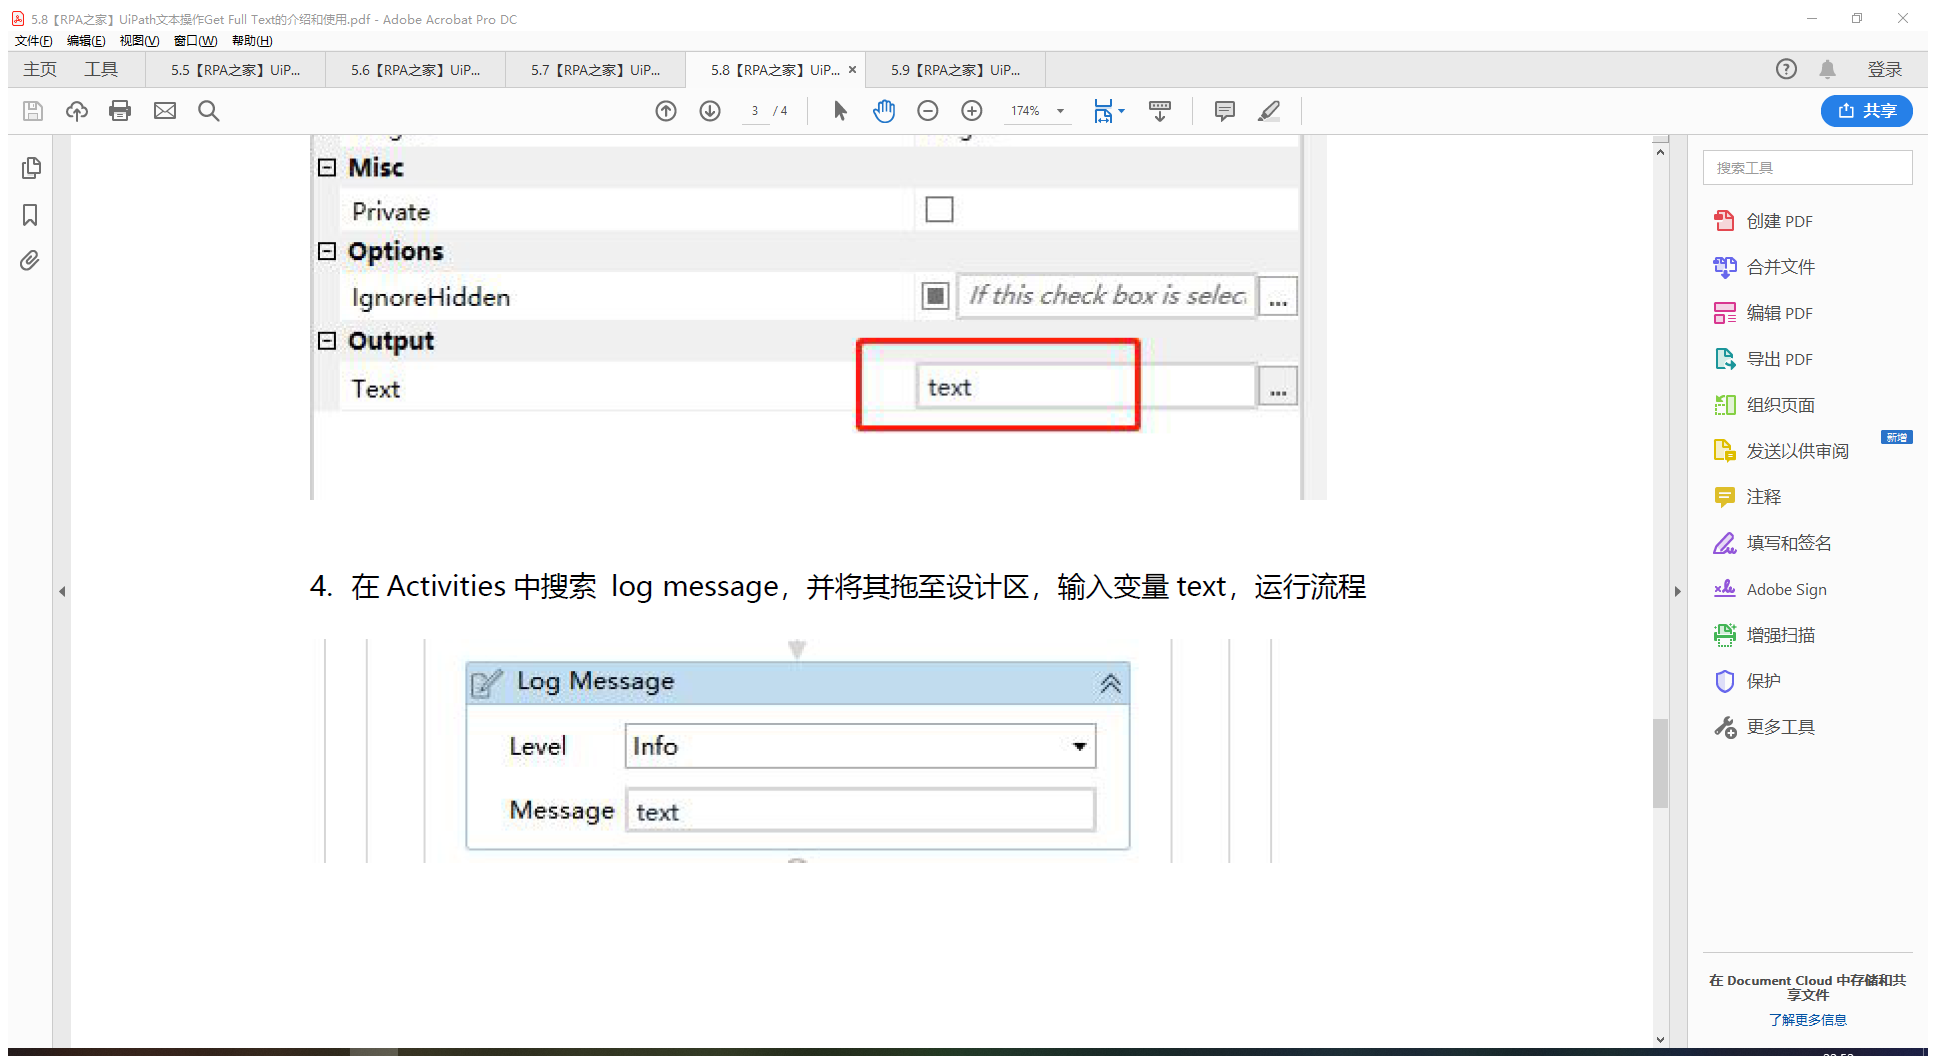 5.8【RPA之家】UiPath文本操作Get Full Text的介绍和使用.pdf - Adobe Acrobat Pro DC
文件(F) 编辑(E) 视图(V) 窗口(W) 帮助(H)
主页 工具 5.5【RPA之家】UiP... 5.6【RPA之家】UiP... 5.7【RPA之家】UiP... 5.8【RPA之家】UiP... × 5.9【RPA之家】UiP... 登录
3 / 4 174% 共享
Misc
Private
Options
IgnoreHidden If this check box is selec ...
Output
Text text ...
4. 在 Activities 中搜索 log message，并将其拖至设计区，输入变量 text，运行流程
Log Message
Level Info
Message text
搜索工具
创建 PDF
合并文件
编辑 PDF
导出 PDF
组织页面
新增
发送以供审阅
注释
填写和签名
Adobe Sign
增强扫描
保护
更多工具
在 Document Cloud 中存储和共
享文件
了解更多信息